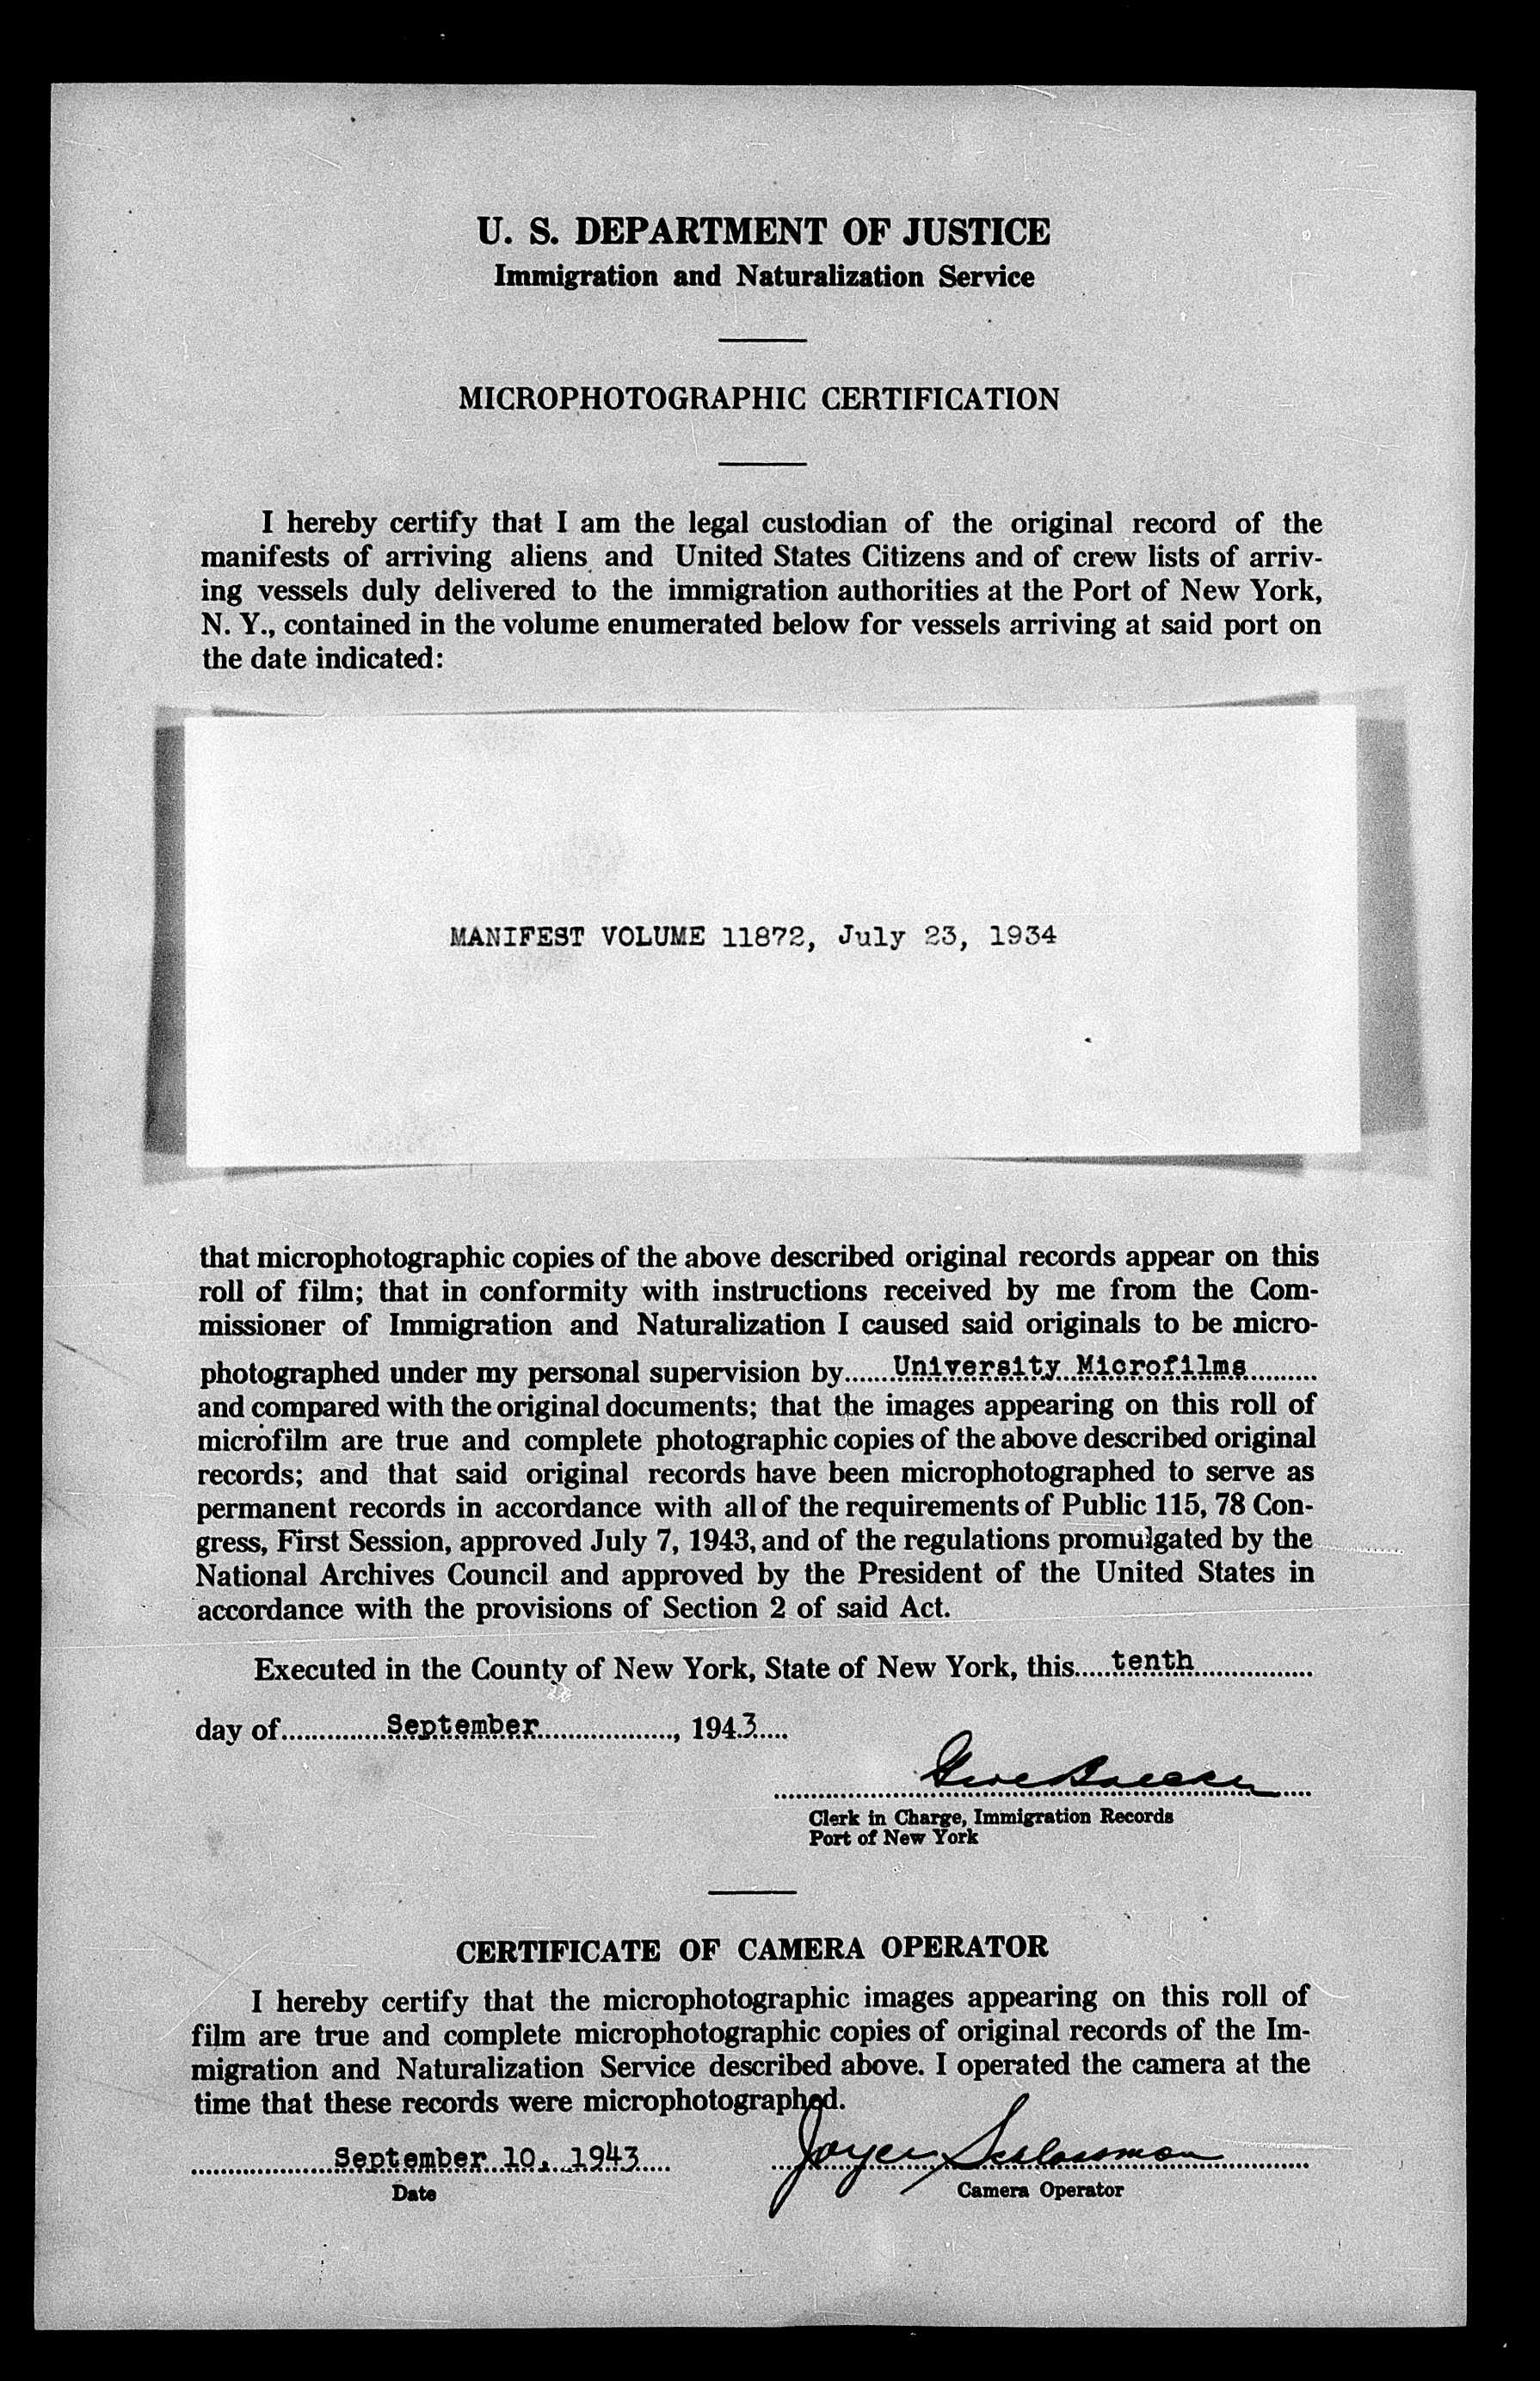 U. S. DEPARTMENT OF JUSTICE
Immigration and Naturalization Service
MICROPHOTOGRAPHIC CERTIFICATION
I hereby certify that I am the legal custodian of the original record of the
manifests of arriving aliens and United States Citizens and of crew lists of arriv-
ing vessels duly delivered to the immigration authorities at the Port of New York,
N. Y., contained in the volume enumerated below for vessels arriving at said port on
the date indicated:
MANIFEST VOLUME 11872, July 23, 1934
that microphotographic copies of the above described original records appear on this
roll of film; that in conformity with instructions received by me from the Com-
missioner of Immigration and Naturalization I caused said originals to be micro-
photographed under my personal supervision by University Microfilms
and compared with the original documents; that the images appearing on this roll of
microfilm are true and complete photographic copies of the above described original
records; and that said original records have been microphotographed to serve as
permanent records in accordance with all of the requirements of Public 115, 78 Con-
gress, First Session, approved July 7, 1943, and of the regulations promulgated by the
National Archives Council and approved by the President of the United States in
accordance with the provisions of Section 2 of said Act.
Executed in the County of New York, State of New York, this tenth
day of September, 1943
Clerk in Charge, Immigration Records
Port of New York
CERTIFICATE OF CAMERA OPERATOR
I hereby certify that the microphotographic images appearing on this roll of
film are true and complete microphotographic copies of original records of the Im-
migration and Naturalization Service described above. I operated the camera at the
time that these records were microphotographed.
September 10, 1943 Joyce Schlossman
Date Camera Operator